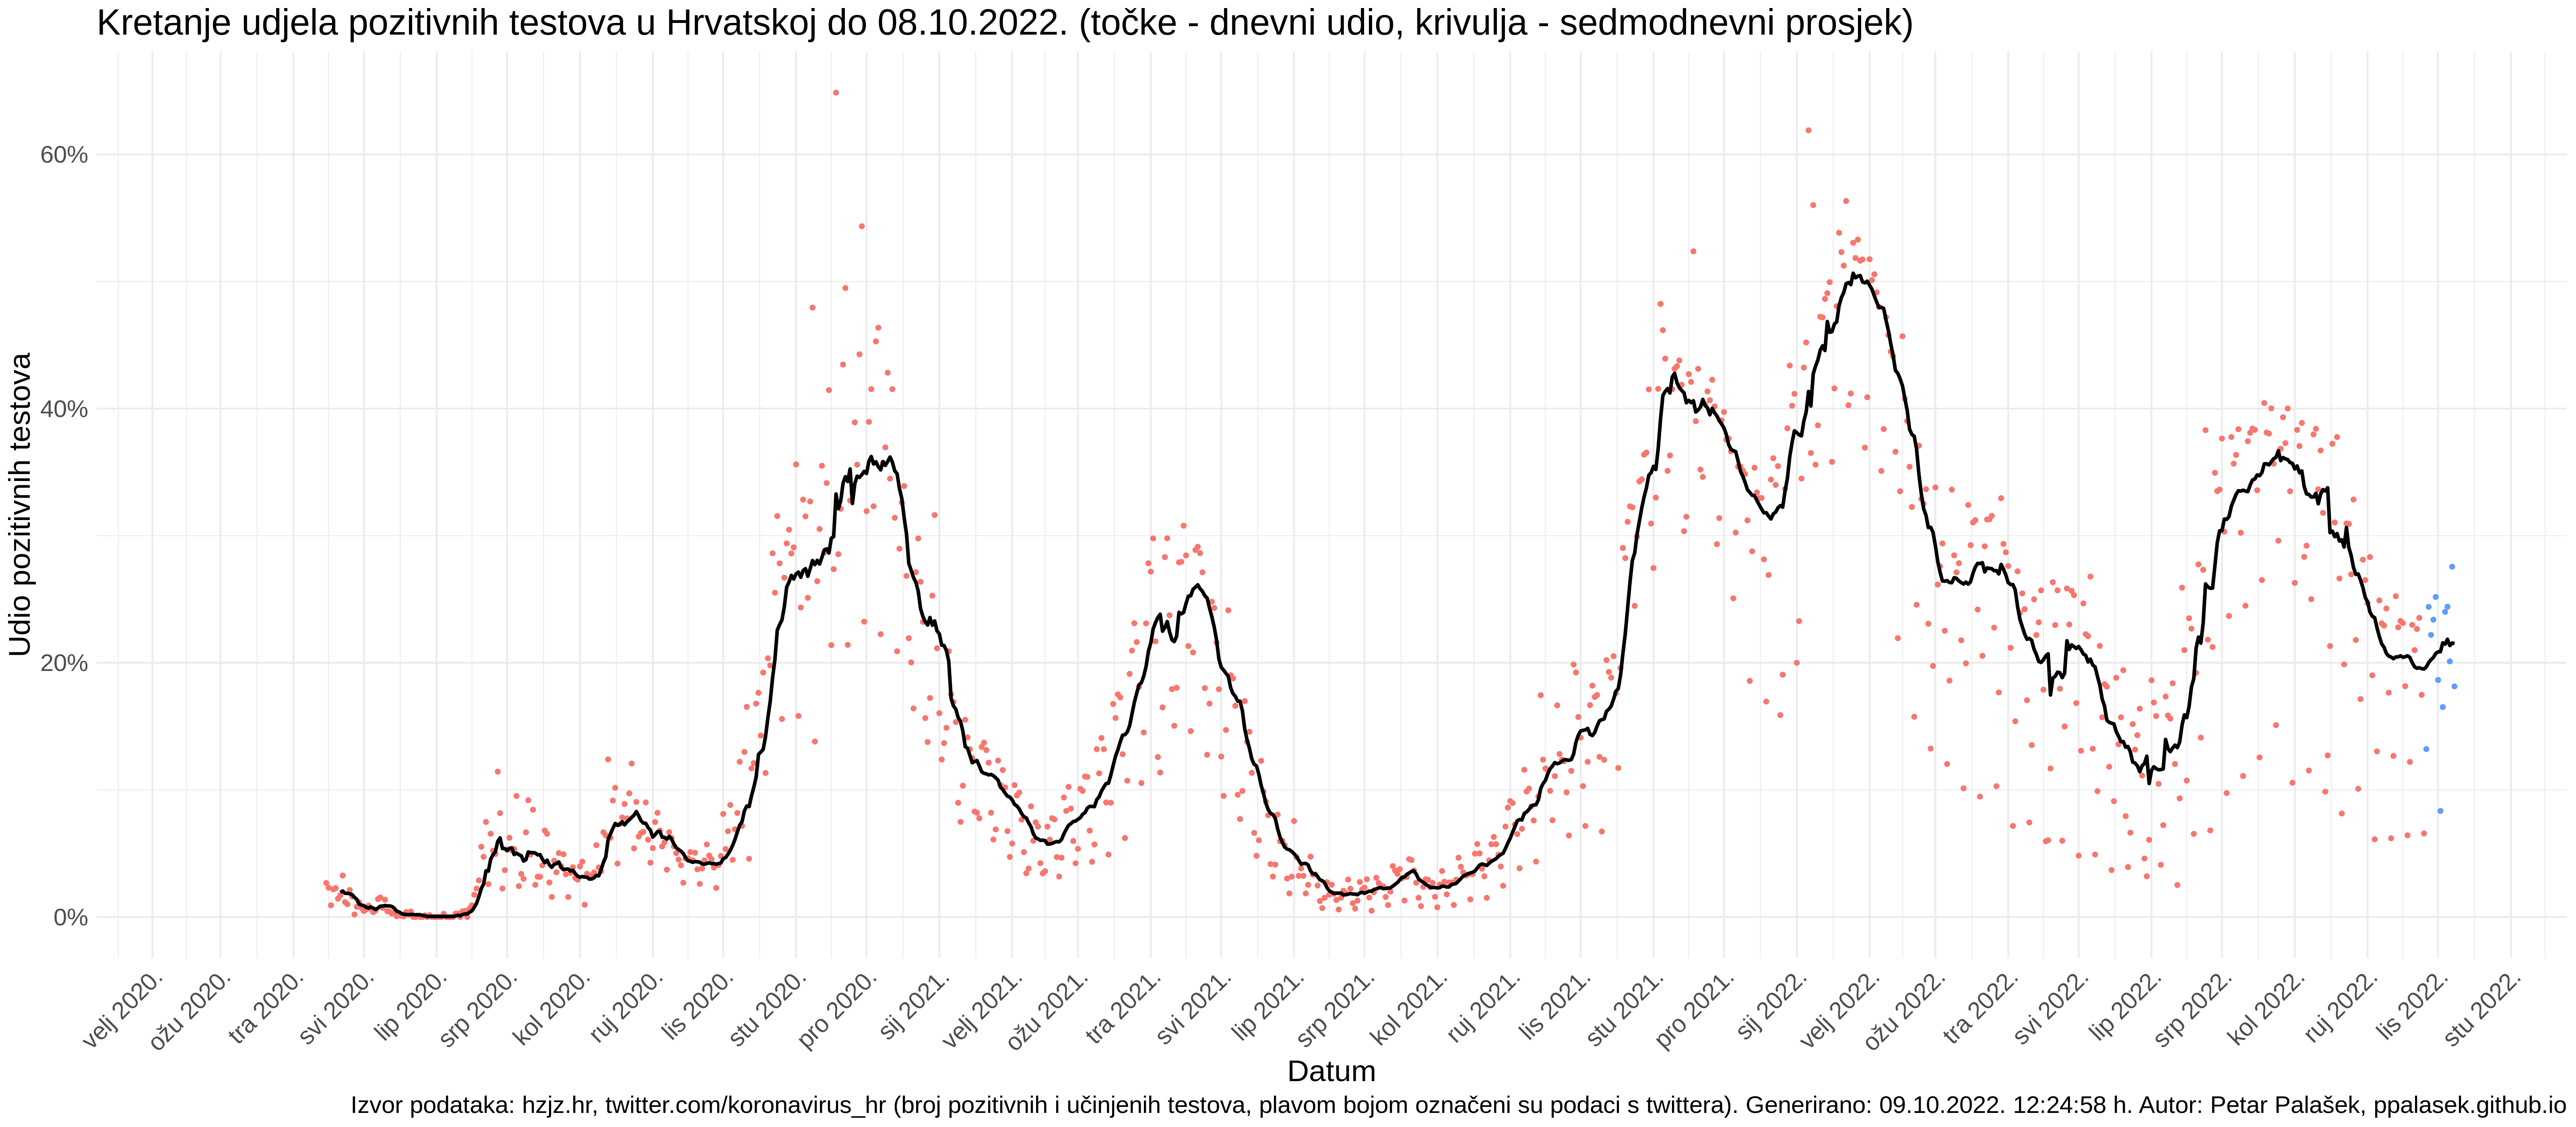 Kretanje udjela pozitivnih testova u Hrvatskoj do 08.10.2022. (točke - dnevni udio, krivulja - sedmodnevni prosjek)
Udio pozitivnih testova
60%
40%
20%
0%
velj 2020.
ožu 2020.
tra 2020.
svi 2020.
lip 2020.
srp 2020.
kol 2020.
ruj 2020.
lis 2020.
stu 2020.
pro 2020.
sij 2021.
velj 2021.
ožu 2021.
tra 2021.
svi 2021.
lip 2021.
srp 2021.
kol 2021.
ruj 2021.
lis 2021.
stu 2021.
pro 2021.
sij 2022.
velj 2022.
ožu 2022.
tra 2022.
svi 2022.
lip 2022.
srp 2022.
kol 2022.
ruj 2022.
lis 2022.
stu 2022.
Datum
Izvor podataka: hzjz.hr, twitter.com/koronavirus_hr (broj pozitivnih i učinjenih testova, plavom bojom označeni su podaci s twittera). Generirano: 09.10.2022. 12:24:58 h. Autor: Petar Palašek, ppalasek.github.io